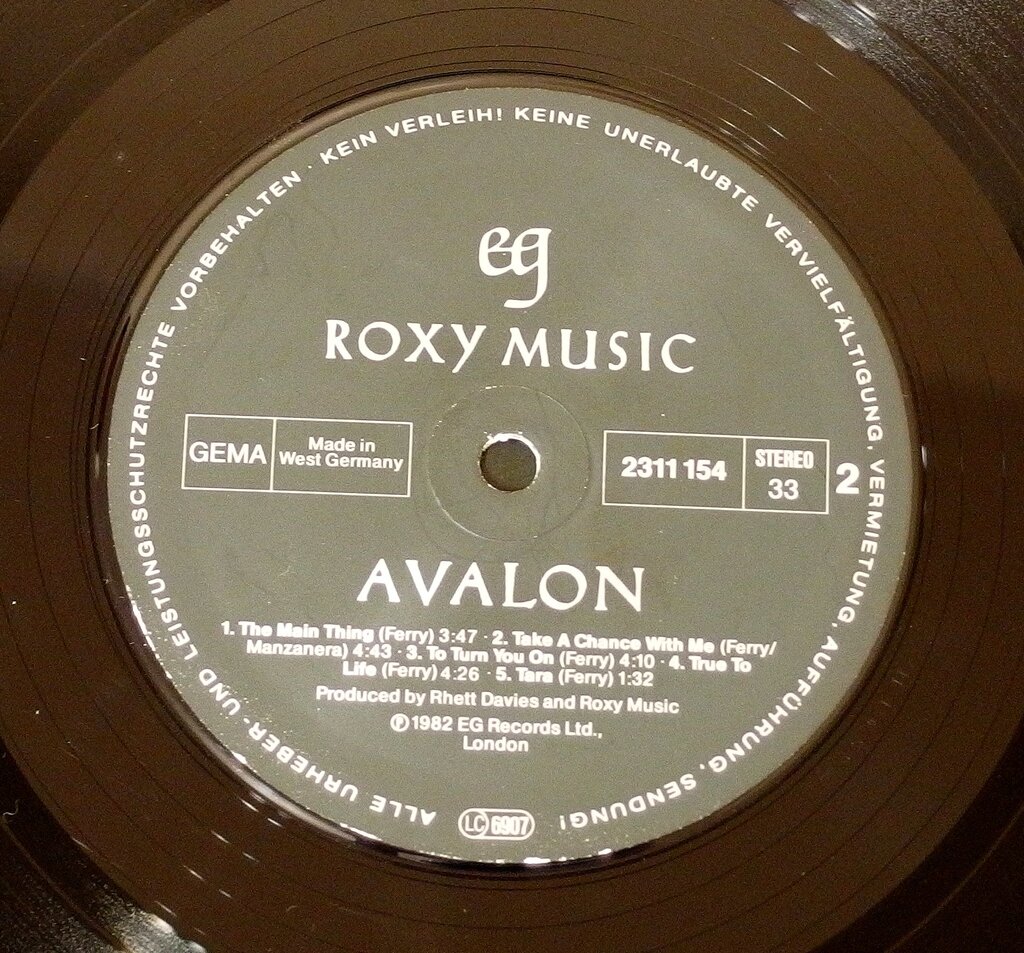 ALLE URHEBER- UND LEISTUNGSSCHUTZRECHTE VORBEHALTEN · KEIN VERLEIH! KEINE UNERLAUBTE VERVIELFÄLTIGUNG, VERMIETUNG, AUFFÜHRUNG, SENDUNG!
eg
ROXY MUSIC
GEMA
Made in
West Germany
2311 154
STEREO
33
2
AVALON
1. The Main Thing (Ferry) 3:47 · 2. Take A Chance With Me (Ferry/
Manzanera) 4:43 · 3. To Turn You On (Ferry) 4:10 · 4. True To
Life (Ferry) 4:26 · 5. Tara (Ferry) 1:32
Produced by Rhett Davies and Roxy Music
℗ 1982 EG Records Ltd.,
London
LC 6907